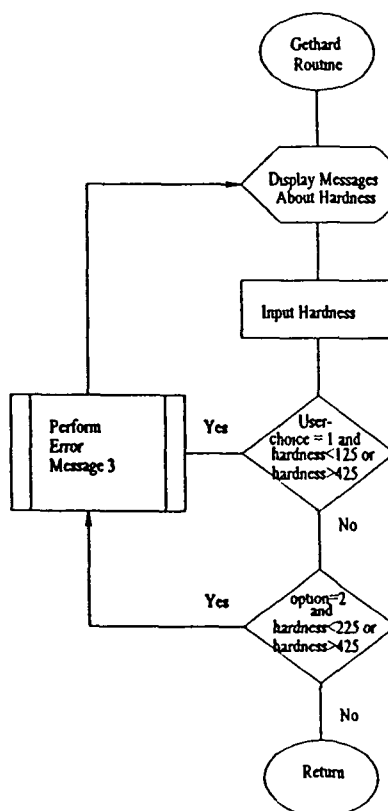 Gethard
Routine
Display Messages
About Hardness
Input Hardness
User-
choice = 1 and
hardness<125 or
hardness>425
Yes
Perform
Error
Message 3
No
option=2
and
hardness<225 or
hardness>425
Yes
No
Return